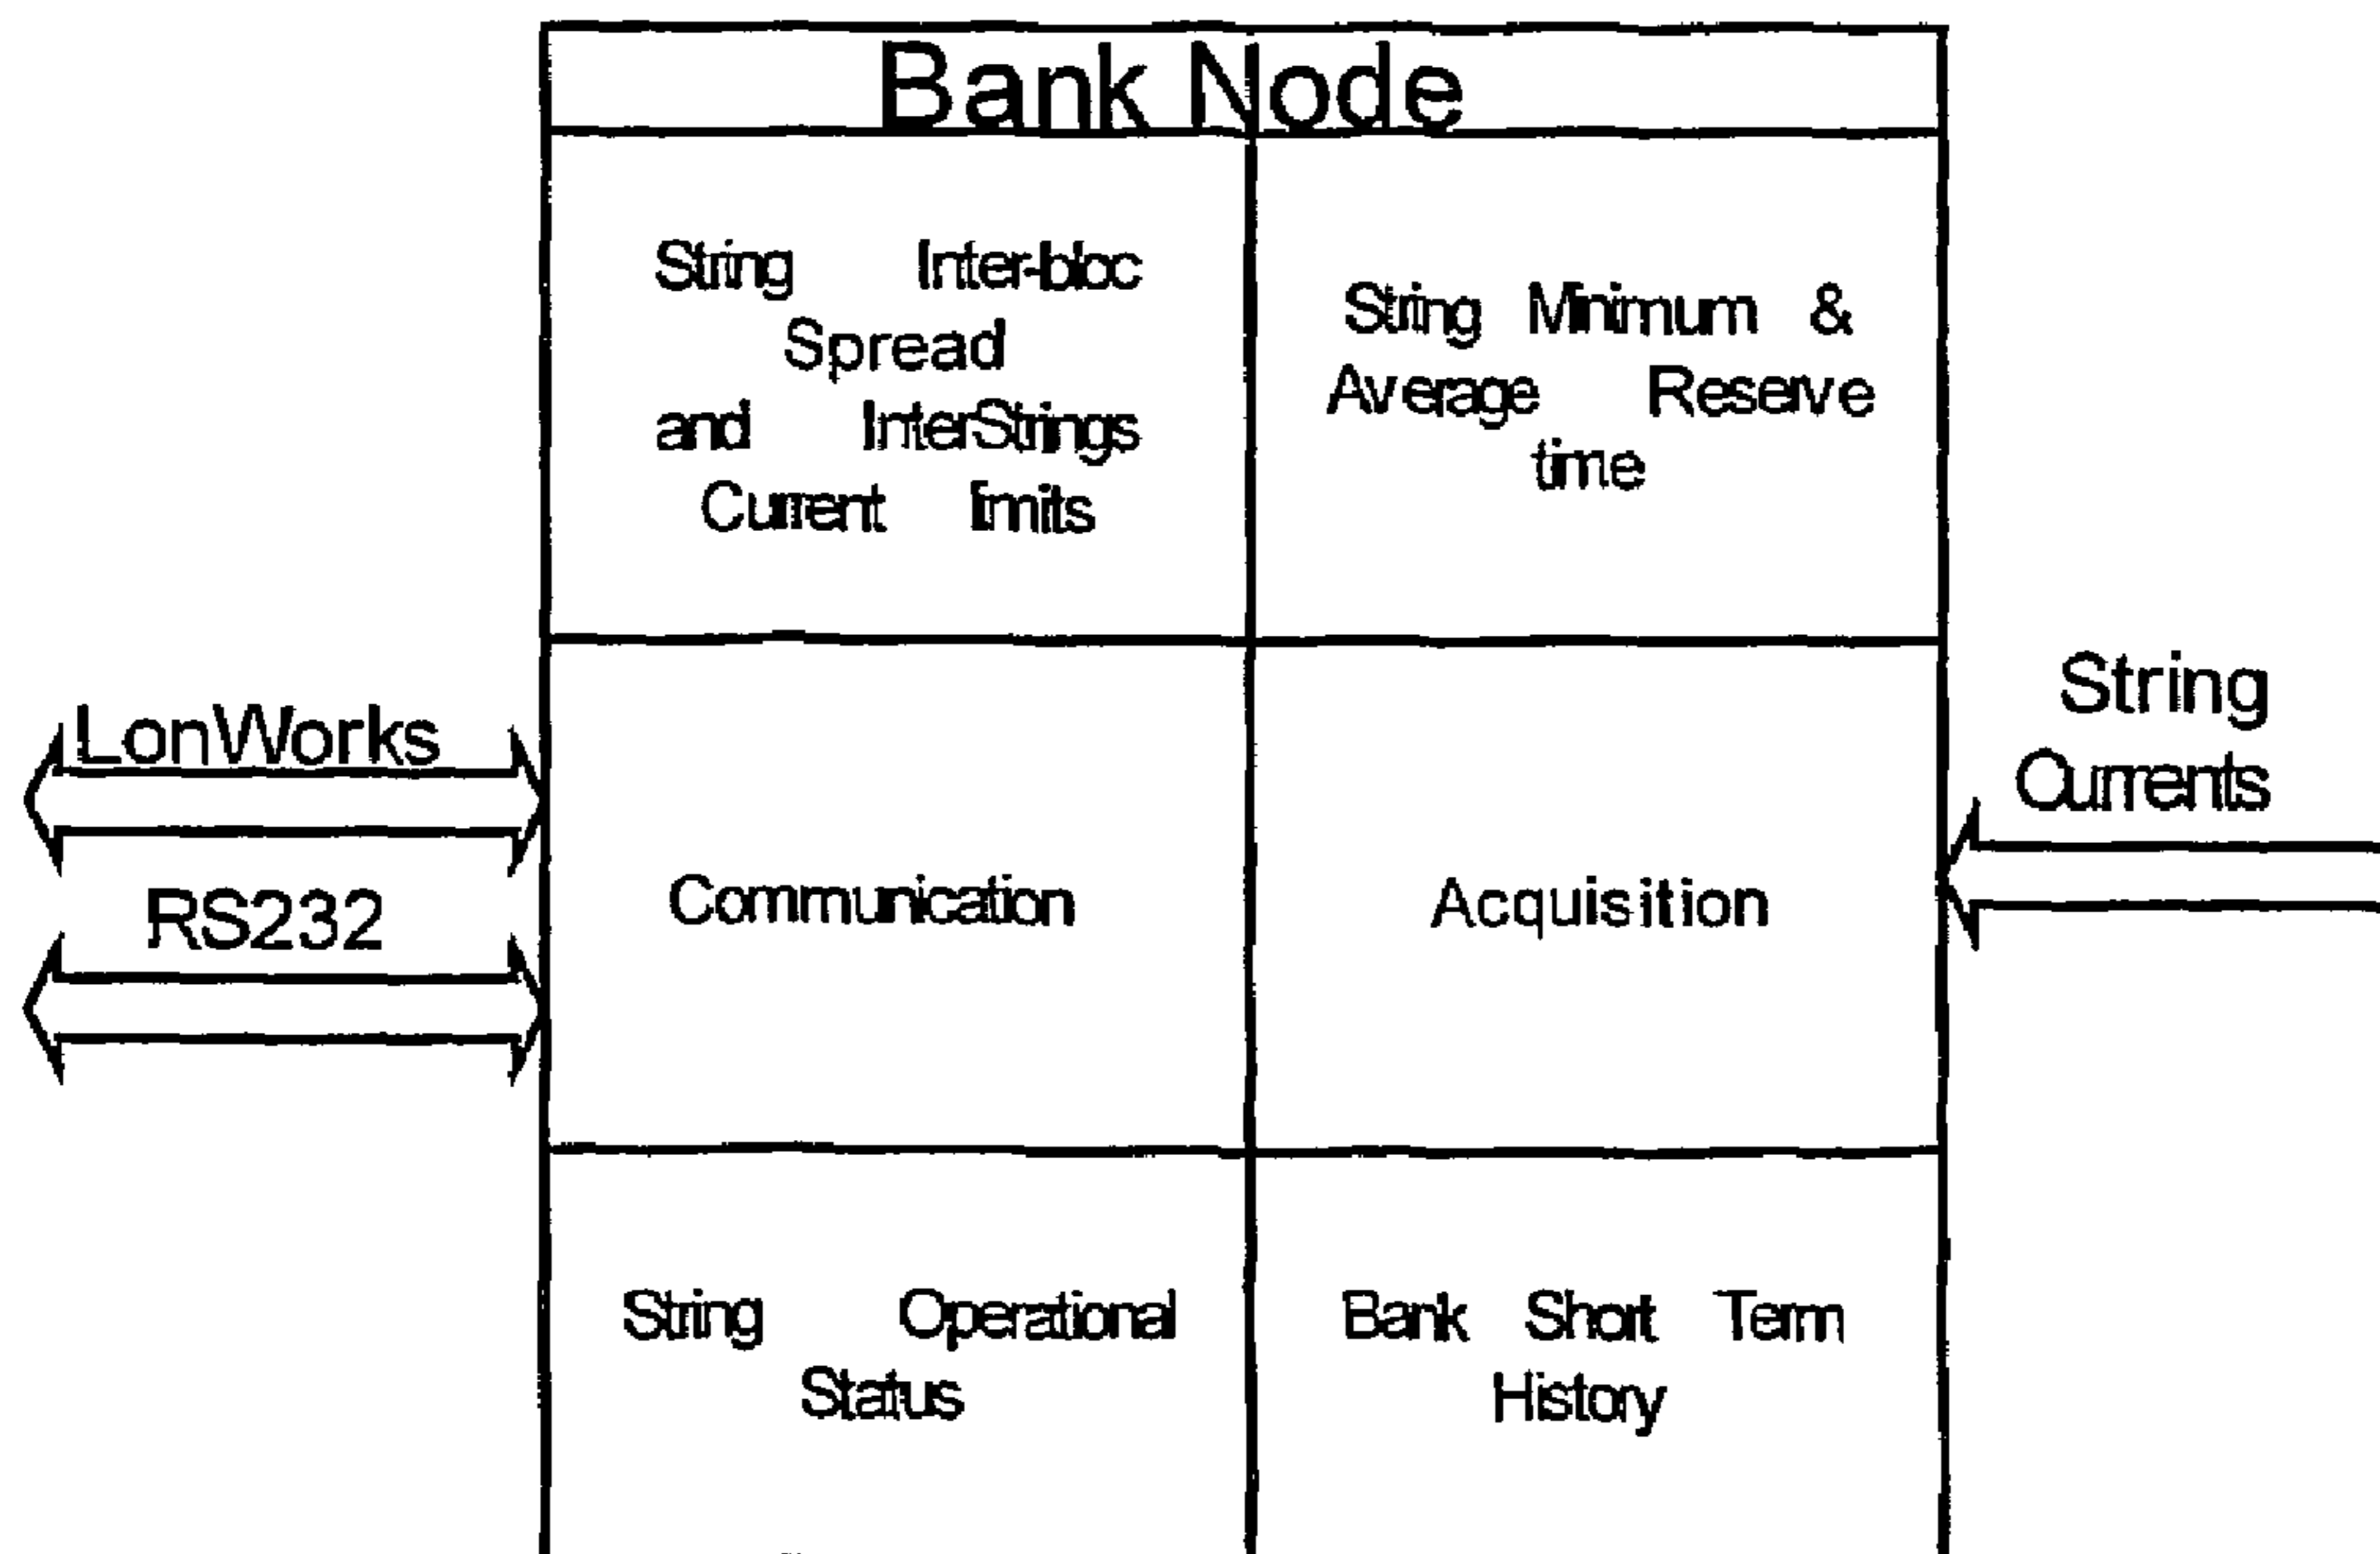 Bank Node
String Inter-bloc
Spread
and InterStrings
Current limits
String Minimum &
Average Reserve
time
LonWorks
RS232
Communication
Acquisition
String
Currents
String Operational
Status
Bank Short Term
History